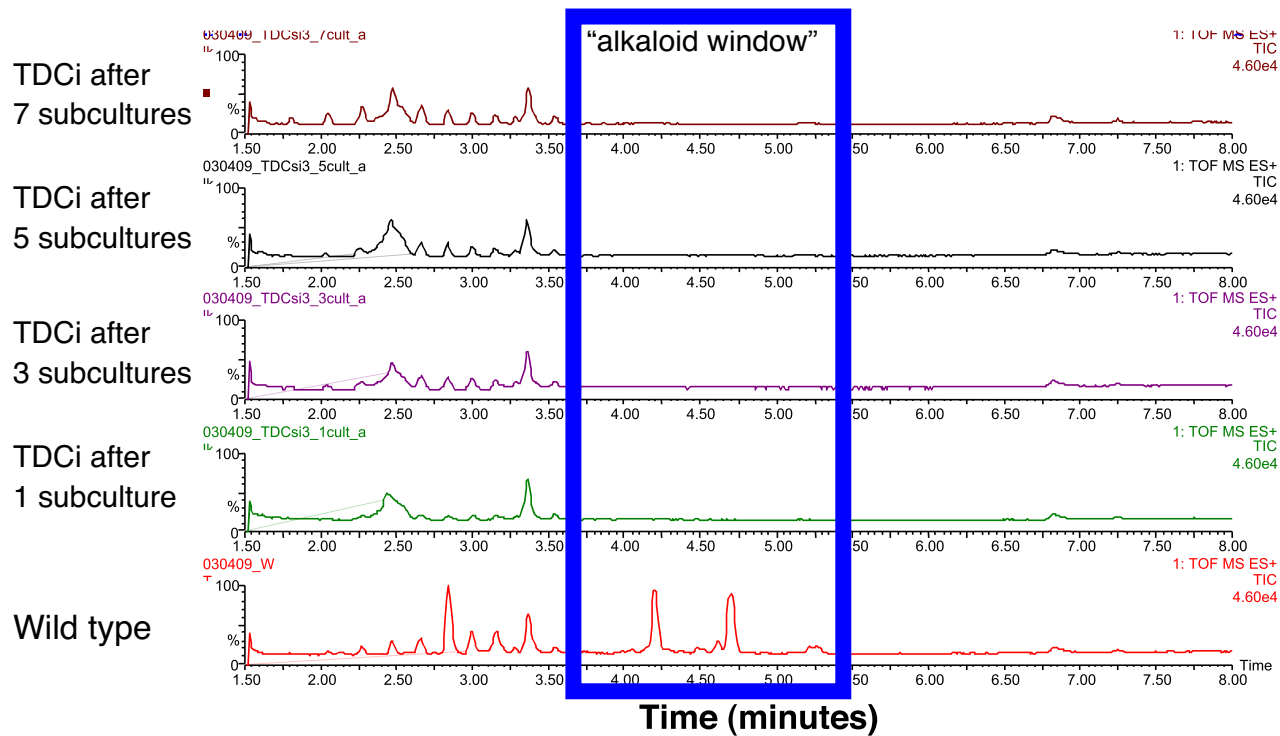 “alkaloid window”
TDCi after
7 subcultures
030409_TDCsi3_7cult_a
1: TOF MS ES+
TIC
4.60e4
100
%
0
1.50 2.00 2.50 3.00 3.50 4.00 4.50 5.00 5.50 6.00 6.50 7.00 7.50 8.00
TDCi after
5 subcultures
030409_TDCsi3_5cult_a
1: TOF MS ES+
TIC
4.60e4
100
%
0
1.50 2.00 2.50 3.00 3.50 4.00 4.50 5.00 5.50 6.00 6.50 7.00 7.50 8.00
TDCi after
3 subcultures
030409_TDCsi3_3cult_a
1: TOF MS ES+
TIC
4.60e4
100
%
0
1.50 2.00 2.50 3.00 3.50 4.00 4.50 5.00 5.50 6.00 6.50 7.00 7.50 8.00
TDCi after
1 subculture
030409_TDCsi3_1cult_a
1: TOF MS ES+
TIC
4.60e4
100
%
0
1.50 2.00 2.50 3.00 3.50 4.00 4.50 5.00 5.50 6.00 6.50 7.00 7.50 8.00
Wild type
030409_W
1: TOF MS ES+
TIC
4.60e4
100
%
0
1.50 2.00 2.50 3.00 3.50 4.00 4.50 5.00 5.50 6.00 6.50 7.00 7.50 8.00
Time
Time (minutes)